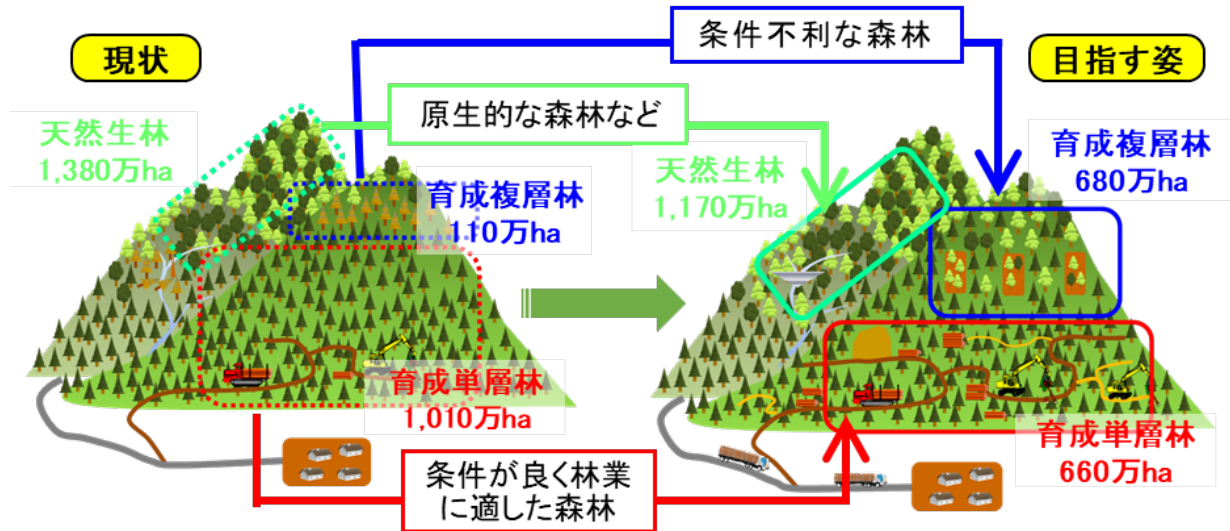 条件不利な森林
現状
目指す姿
原生的な森林など
天然生林
1,380万ha
育成複層林
110万ha
天然生林
1,170万ha
育成複層林
680万ha
育成単層林
1,010万ha
育成単層林
660万ha
条件が良く林業
に適した森林